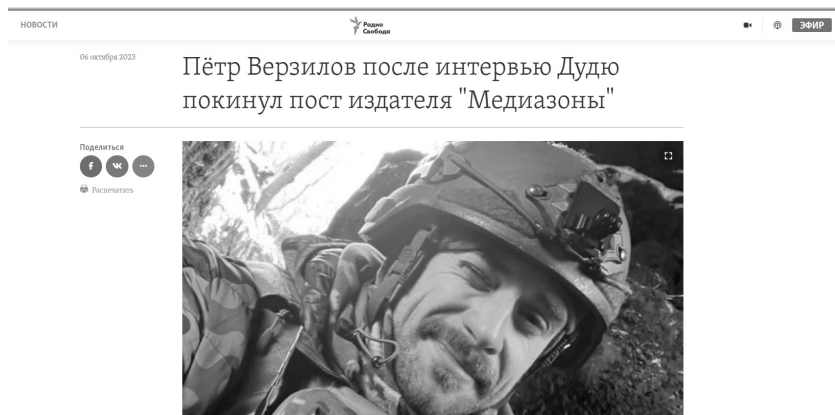 НОВОСТИ
Радио
Свобода
ЭФИР
06 октября 2023
Пётр Верзилов после интервью Дудю
покинул пост издателя "Медиазоны"
Поделиться
Распечатать